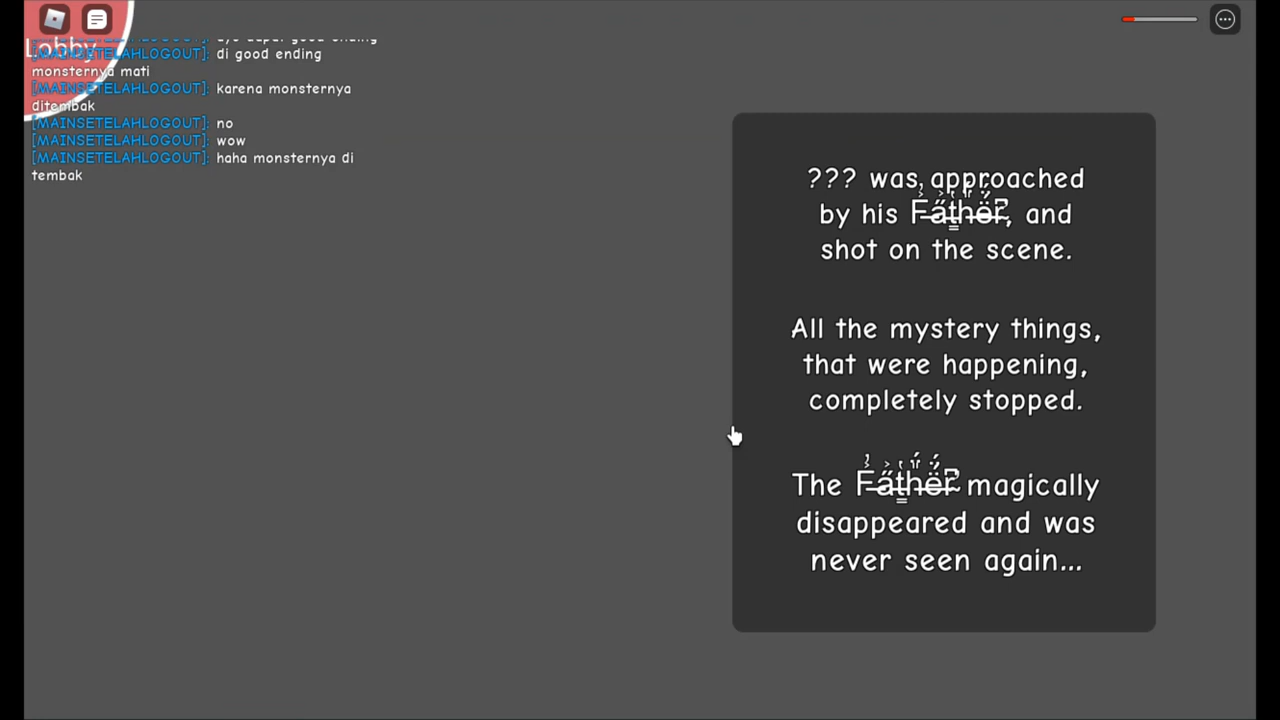 Lobby
[MAINSETELAHLOGOUT]: di good ending
monsternya mati
[MAINSETELAHLOGOUT]: karena monsternya
ditembak
[MAINSETELAHLOGOUT]: no
[MAINSETELAHLOGOUT]: wow
[MAINSETELAHLOGOUT]: haha monsternya di
tembak
??? was approached
by his Father, and
shot on the scene.
All the mystery things,
that were happening,
completely stopped.
The Father magically
disappeared and was
never seen again...